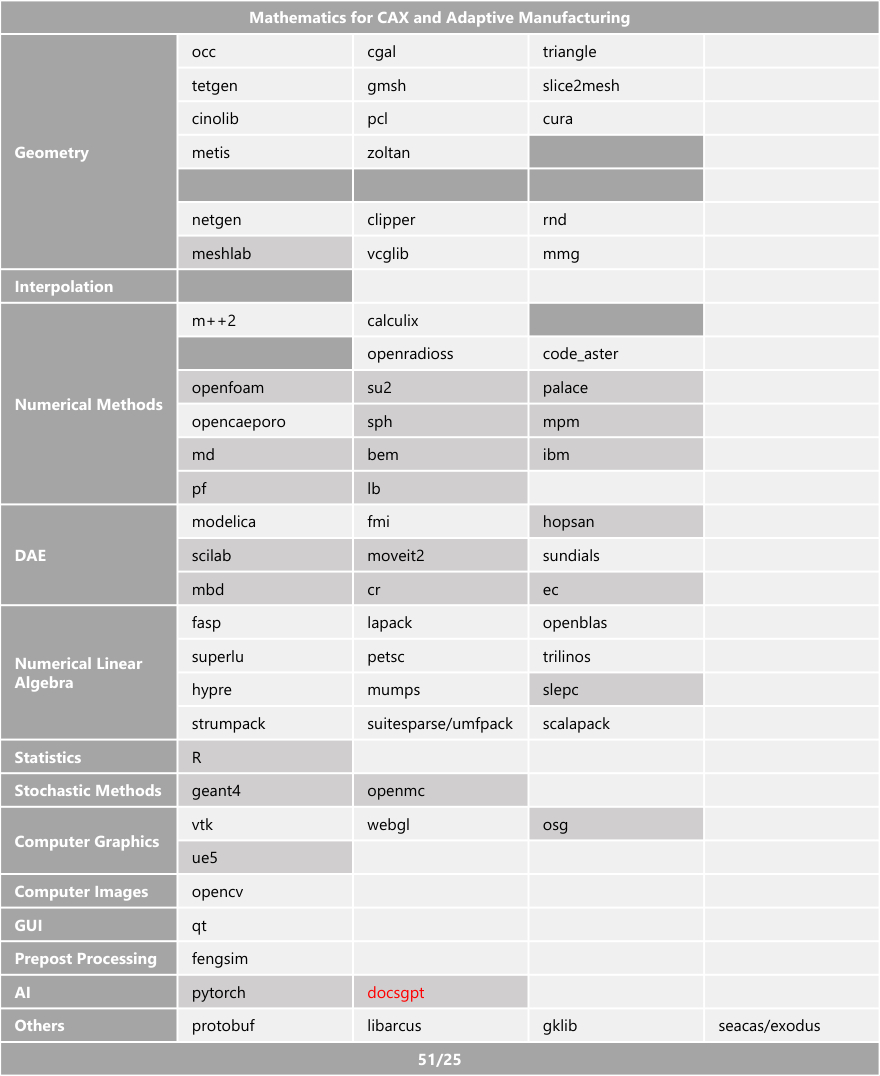 Mathematics for CAX and Adaptive Manufacturing
Geometry
occ cgal triangle
tetgen gmsh slice2mesh
cinolib pcl cura
metis zoltan
netgen clipper rnd
meshlab vcglib mmg
Interpolation
Numerical Methods
m++2 calculix
openradioss code_aster
openfoam su2 palace
opencaeporo sph mpm
md bem ibm
pf lb
DAE
modelica fmi hopsan
scilab moveit2 sundials
mbd cr ec
Numerical Linear
Algebra
fasp lapack openblas
superlu petsc trilinos
hypre mumps slepc
strumpack suitesparse/umfpack scalapack
Statistics R
Stochastic Methods geant4 openmc
Computer Graphics
vtk webgl osg
ue5
Computer Images opencv
GUI qt
Prepost Processing fengsim
AI pytorch docsgpt
Others protobuf libarcus gklib seacas/exodus
51/25